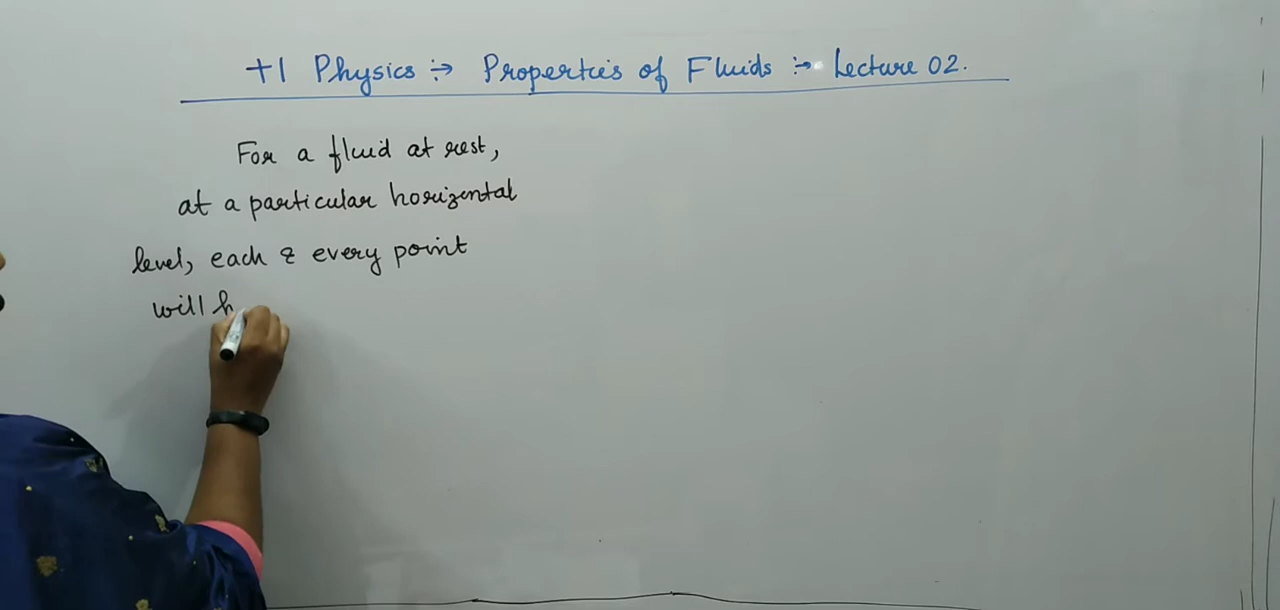 +1 Physics :-> Properties of Fluids :-> Lecture 02.
For a fluid at rest,
at a particular horizontal
level, each & every point
will h